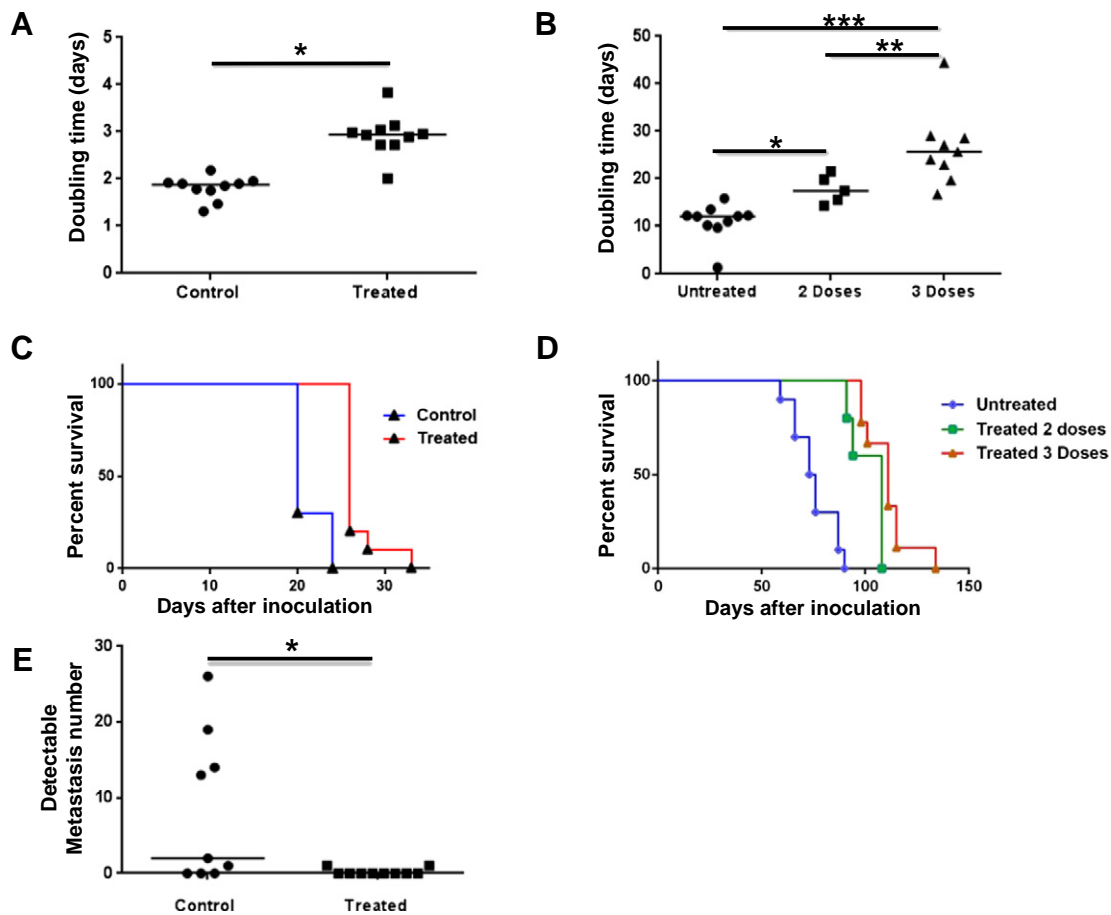 A
Doubling time (days)
5
4
3
2
1
0
*
Control
Treated
B
Doubling time (days)
50
40
30
20
10
0
***
**
*
Untreated
2 Doses
3 Doses
C
Percent survival
100
50
0
0
10
20
30
Days after inoculation
Control
Treated
D
Percent survival
100
50
0
0
50
100
150
Days after inoculation
Untreated
Treated 2 doses
Treated 3 Doses
E
Detectable
Metastasis number
30
20
10
0
*
Control
Treated